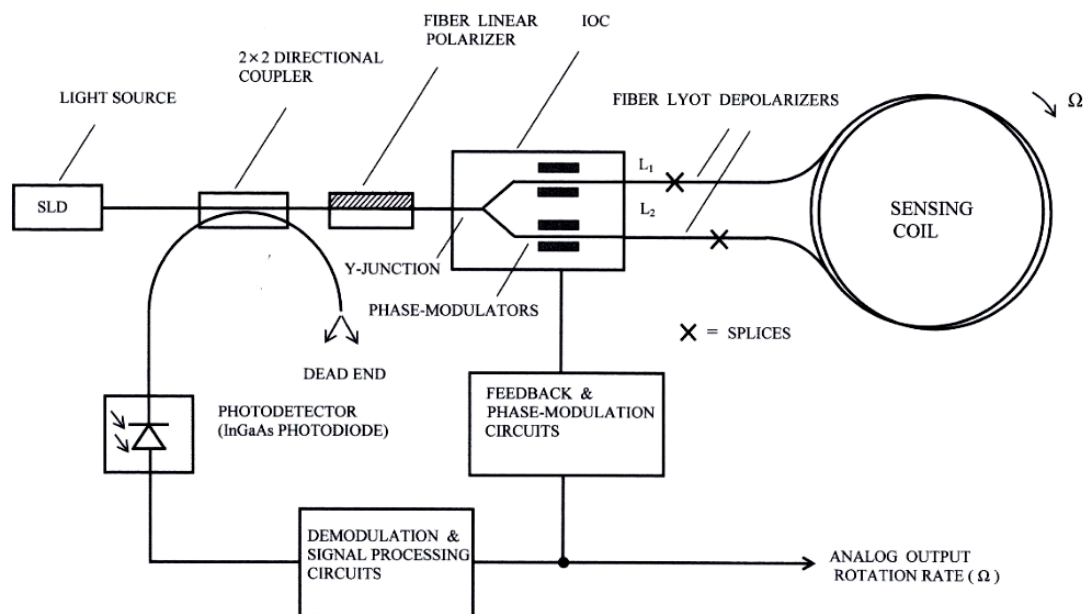 FIBER LINEAR
POLARIZER
IOC
2×2 DIRECTIONAL
COUPLER
LIGHT SOURCE
FIBER LYOT DEPOLARIZERS
Ω
L₁
SLD
L₂
SENSING
COIL
Y-JUNCTION
PHASE-MODULATORS
= SPLICES
DEAD END
PHOTODETECTOR
(InGaAs PHOTODIODE)
FEEDBACK &
PHASE-MODULATION
CIRCUITS
DEMODULATION &
SIGNAL PROCESSING
CIRCUITS
ANALOG OUTPUT
ROTATION RATE ( Ω )